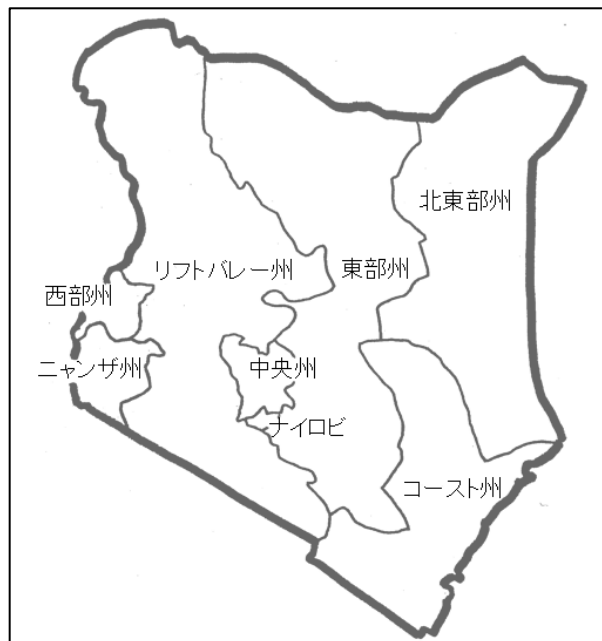 北東部州
リフトバレー州
東部州
西部州
ニャンザ州
中央州
ナイロビ
コースト州